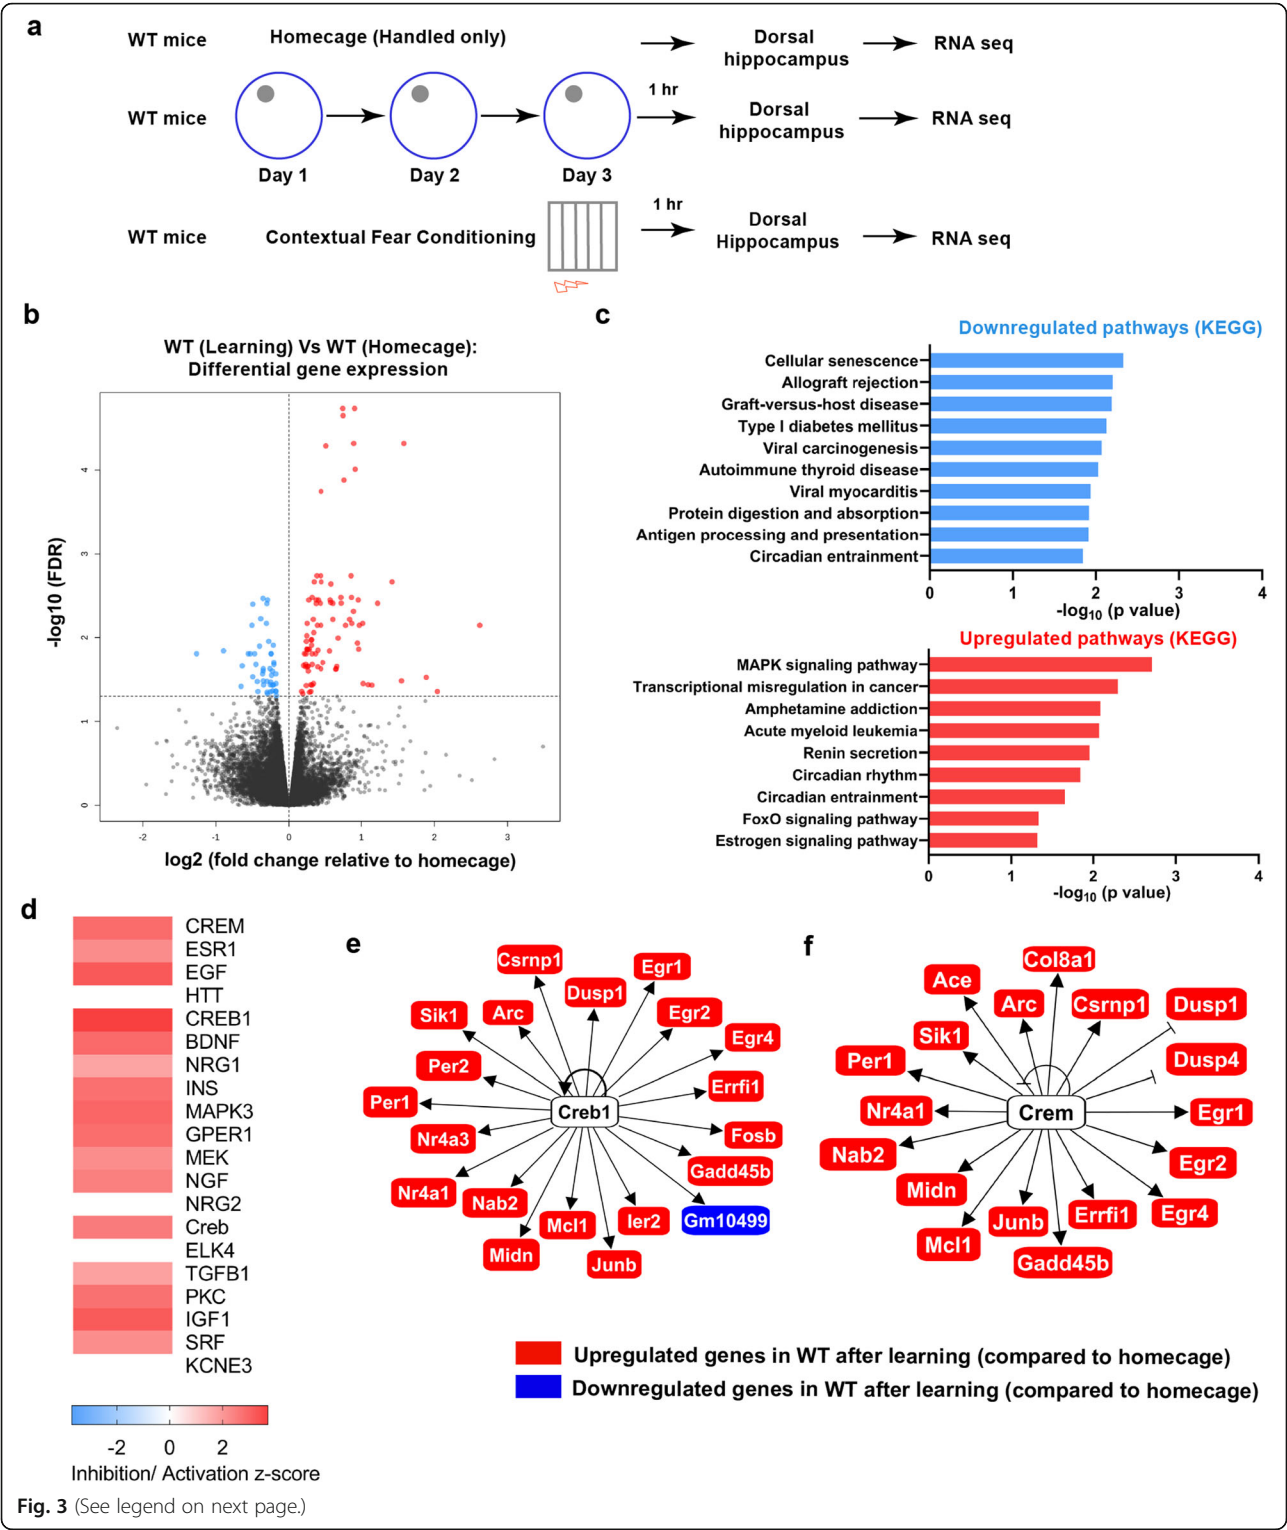 a
WT mice
Homecage (Handled only)
Dorsal
hippocampus
RNA seq
WT mice
1 hr
Dorsal
hippocampus
RNA seq
Day 1
Day 2
Day 3
WT mice
Contextual Fear Conditioning
1 hr
Dorsal
Hippocampus
RNA seq
b
WT (Learning) Vs WT (Homecage):
Differential gene expression
-log10 (FDR)
4
3
2
1
0
-2
-1
0
1
2
3
log2 (fold change relative to homecage)
c
Downregulated pathways (KEGG)
Cellular senescence
Allograft rejection
Graft-versus-host disease
Type I diabetes mellitus
Viral carcinogenesis
Autoimmune thyroid disease
Viral myocarditis
Protein digestion and absorption
Antigen processing and presentation
Circadian entrainment
0
1
2
3
4
-log10 (p value)
Upregulated pathways (KEGG)
MAPK signaling pathway
Transcriptional misregulation in cancer
Amphetamine addiction
Acute myeloid leukemia
Renin secretion
Circadian rhythm
Circadian entrainment
FoxO signaling pathway
Estrogen signaling pathway
0
1
2
3
4
-log10 (p value)
d
CREM
ESR1
EGF
HTT
CREB1
BDNF
NRG1
INS
MAPK3
GPER1
MEK
NGF
NRG2
Creb
ELK4
TGFB1
PKC
IGF1
SRF
KCNE3
-2
0
2
Inhibition/ Activation z-score
e
Csrnp1
Egr1
Dusp1
Sik1
Arc
Egr2
Egr4
Per2
Errfi1
Per1
Creb1
Nr4a3
Fosb
Gadd45b
Nr4a1
Nab2
Mcl1
Ier2
Gm10499
Midn
Junb
f
Col8a1
Ace
Arc
Csrnp1
Dusp1
Sik1
Per1
Dusp4
Nr4a1
Crem
Egr1
Nab2
Egr2
Midn
Junb
Errfi1
Egr4
Mcl1
Gadd45b
Upregulated genes in WT after learning (compared to homecage)
Downregulated genes in WT after learning (compared to homecage)
Fig. 3 (See legend on next page.)